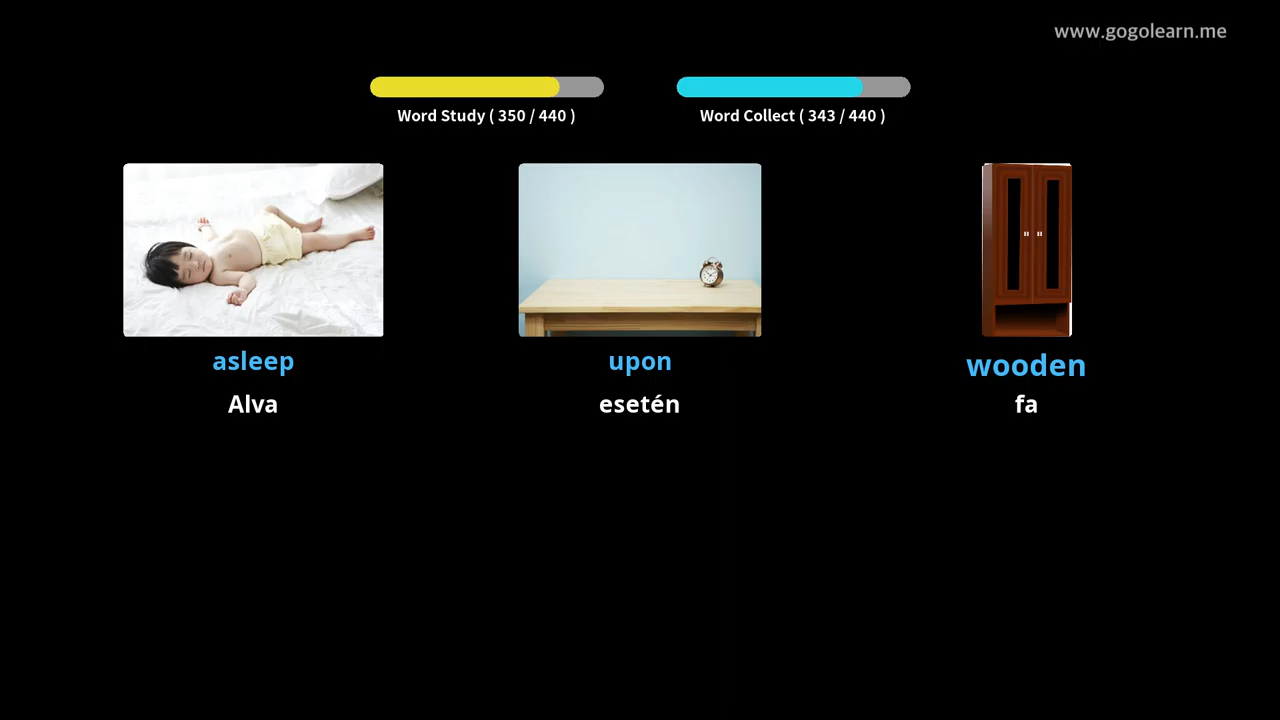 www.gogolearn.me
Word Study ( 350 / 440 )
Word Collect ( 343 / 440 )
asleep
Alva
upon
esetén
wooden
fa